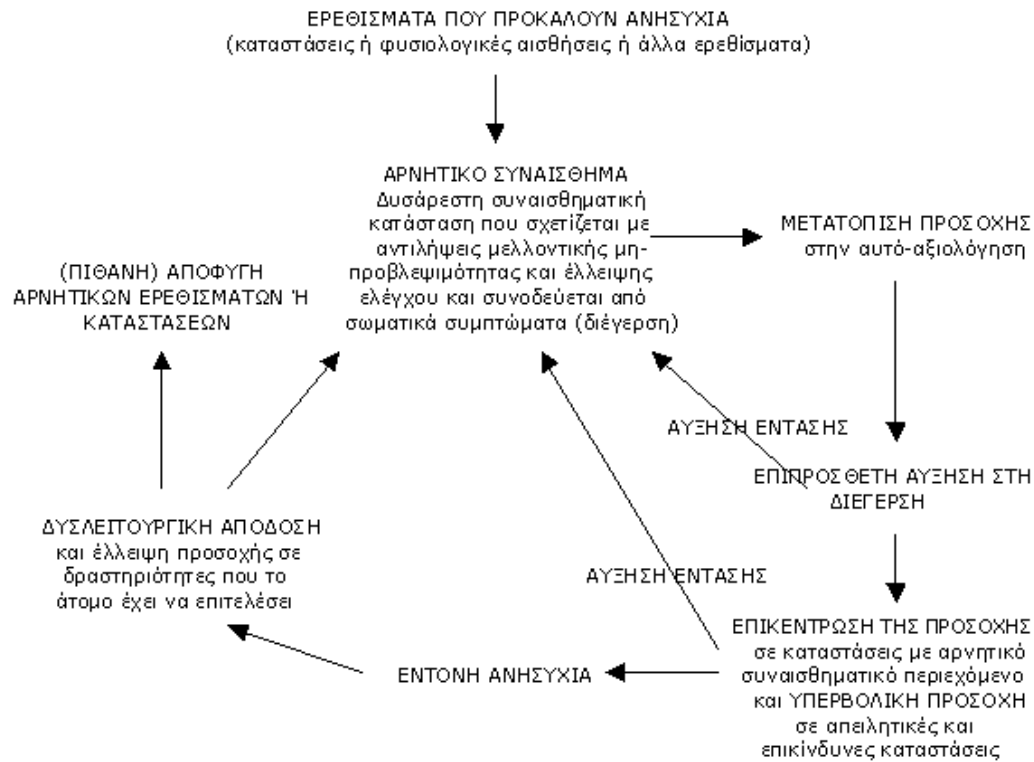 ΕΡΕΘΙΣΜΑΤΑ ΠΟΥ ΠΡΟΚΑΛΟΥΝ ΑΝΗΣΥΧΙΑ
(καταστάσεις ή φυσιολογικές αισθήσεις ή άλλα ερεθίσματα)
ΑΡΝΗΤΙΚΟ ΣΥΝΑΙΣΘΗΜΑ
Δυσάρεστη συναισθηματική
κατάσταση που σχετίζεται με
αντιλήψεις μελλοντικής μη-
προβλεψιμότητας και έλλειψης
ελέγχου και συνοδεύεται από
σωματικά συμπτώματα (διέγερση)
ΜΕΤΑΤΟΠΙΣΗ ΠΡΟΣΟΧΗΣ
στην αυτό-αξιολόγηση
(ΠΙΘΑΝΗ) ΑΠΟΦΥΓΗ
ΑΡΝΗΤΙΚΩΝ ΕΡΕΘΙΣΜΑΤΩΝ Ή
ΚΑΤΑΣΤΑΣΕΩΝ
ΑΥΞΗΣΗ ΕΝΤΑΣΗΣ
ΕΠΙΠΡΟΣΘΕΤΗ ΑΥΞΗΣΗ ΣΤΗ
ΔΙΕΓΕΡΣΗ
ΔΥΣΛΕΙΤΟΥΡΓΙΚΗ ΑΠΟΔΟΣΗ
και έλλειψη προσοχής σε
δραστηριότητες που το
άτομο έχει να επιτελέσει
ΑΥΞΗΣΗ ΕΝΤΑΣΗΣ
ΕΠΙΚΕΝΤΡΩΣΗ ΤΗΣ ΠΡΟΣΟΧΗΣ
σε καταστάσεις με αρνητικό
συναισθηματικό περιεχόμενο
και ΥΠΕΡΒΟΛΙΚΗ ΠΡΟΣΟΧΗ
σε απειλητικές και
επικίνδυνες καταστάσεις
ΕΝΤΟΝΗ ΑΝΗΣΥΧΙΑ